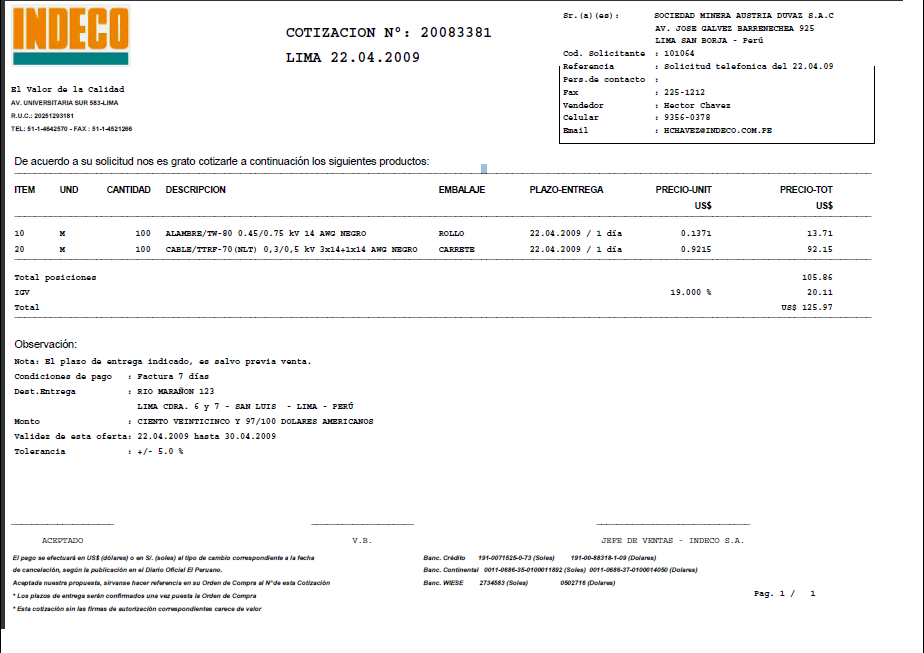 INDECO
El Valor de la Calidad
AV. UNIVERSITARIA SUR 583-LIMA
R.U.C.: 20251293181
TEL: 51-1-4642570 - FAX : 51-1-4521266
COTIZACION Nº: 20083381
LIMA 22.04.2009
Sr.(a)(es): SOCIEDAD MINERA AUSTRIA DUVAZ S.A.C
AV. JOSE GALVEZ BARRENECHEA 925
LIMA SAN BORJA - Perú
Cod. Solicitante : 101064
Referencia : Solicitud telefonica del 22.04.09
Pers.de contacto :
Fax : 225-1212
Vendedor : Hector Chavez
Celular : 9356-0378
Email : HCHAVEZ@INDECO.COM.PE
De acuerdo a su solicitud nos es grato cotizarle a continuación los siguientes productos:
ITEM UND CANTIDAD DESCRIPCION EMBALAJE PLAZO-ENTREGA PRECIO-UNIT PRECIO-TOT
US$ US$
10 M 100 ALAMBRE/TW-80 0.45/0.75 kV 14 AWG NEGRO ROLLO 22.04.2009 / 1 día 0.1371 13.71
20 M 100 CABLE/TTRF-70(NLT) 0,3/0,5 kV 3x14+1x14 AWG NEGRO CARRETE 22.04.2009 / 1 día 0.9215 92.15
Total posiciones 105.86
IGV 19.000 % 20.11
Total US$ 125.97
Observación:
Nota: El plazo de entrega indicado, es salvo previa venta.
Condiciones de pago : Factura 7 días
Dest.Entrega : RIO MARAÑON 123
LIMA CDRA. 6 y 7 - SAN LUIS - LIMA - PERÚ
Monto : CIENTO VEINTICINCO Y 97/100 DOLARES AMERICANOS
Validez de esta oferta: 22.04.2009 hasta 30.04.2009
Tolerancia : +/- 5.0 %
ACEPTADO V.B. JEFE DE VENTAS - INDECO S.A.
El pago se efectuará en US$ (dólares) o en S/. (soles) al tipo de cambio correspondiente a la fecha
de cancelación, según la publicación en el Diario Oficial El Peruano.
Aceptada nuestra propuesta, sírvanse hacer referencia en su Orden de Compra al N°de esta Cotización
* Los plazos de entrega serán confirmados una vez puesta la Orden de Compra
* Esta cotización sin las firmas de autorización correspondientes carece de valor
Banc. Crédito 191-0071525-0-73 (Soles) 191-00-88318-1-09 (Dolares)
Banc. Continental 0011-0686-35-0100011892 (Soles) 0011-0686-37-0100014050 (Dolares)
Banc. WIESE 2734583 (Soles) 0502716 (Dolares)
Pag. 1 / 1